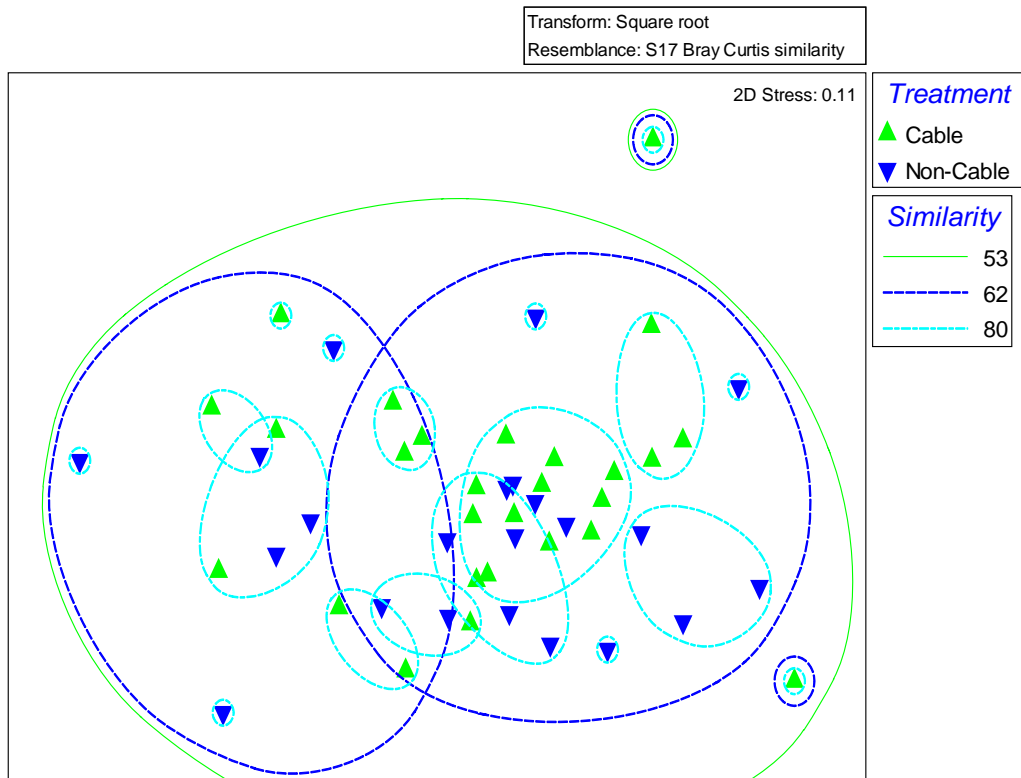 Transform: Square root
Resemblance: S17 Bray Curtis similarity
2D Stress: 0.11
Treatment
Cable
Non-Cable
Similarity
53
62
80